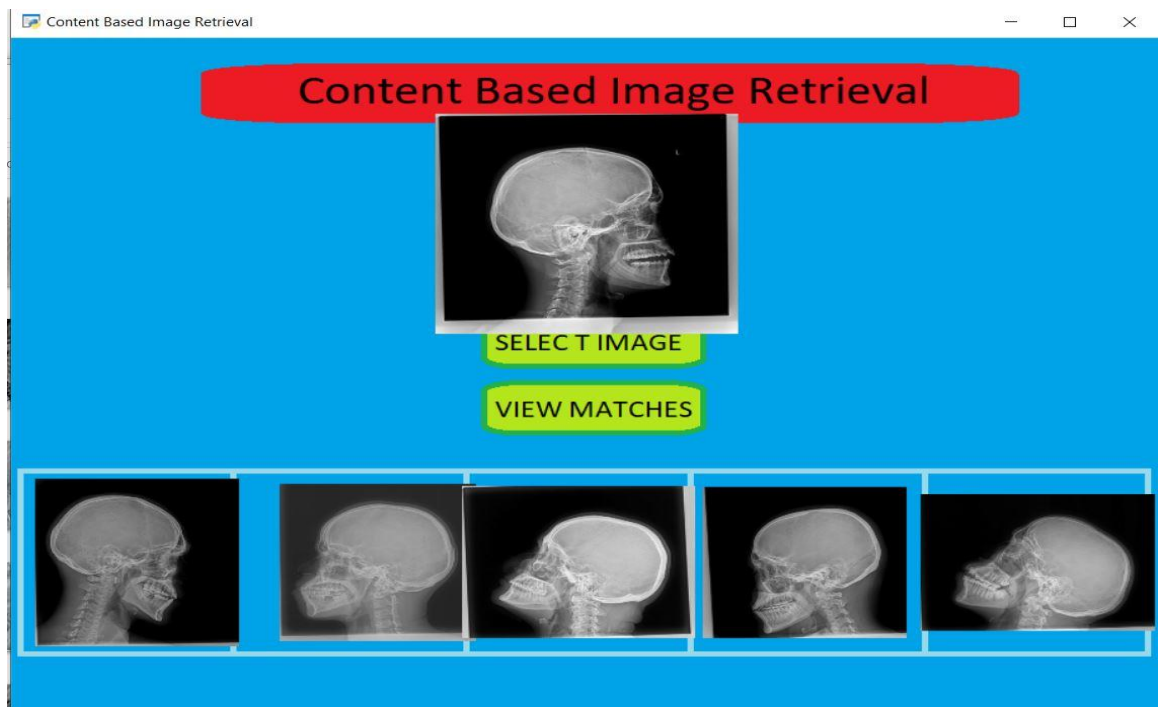 Content Based Image Retrieval
Content Based Image Retrieval
SELEC T IMAGE
VIEW MATCHES